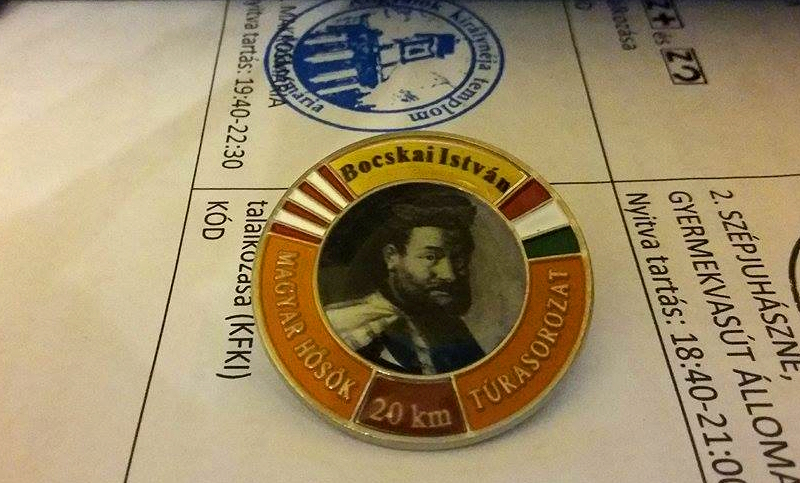 Bocskai István
MAGYAR HŐSÖK
TÚRASOROZAT
20 km
Királynéja templom
Nyitva tartás: 19:40-22:30
találkozása (KFKI)
KÓD
Z+ és Z?
2. SZÉPJUHÁSZNÉ,
GYERMEKVASÚT ÁLLOMÁ
Nyitva tartás: 18:40-21:00